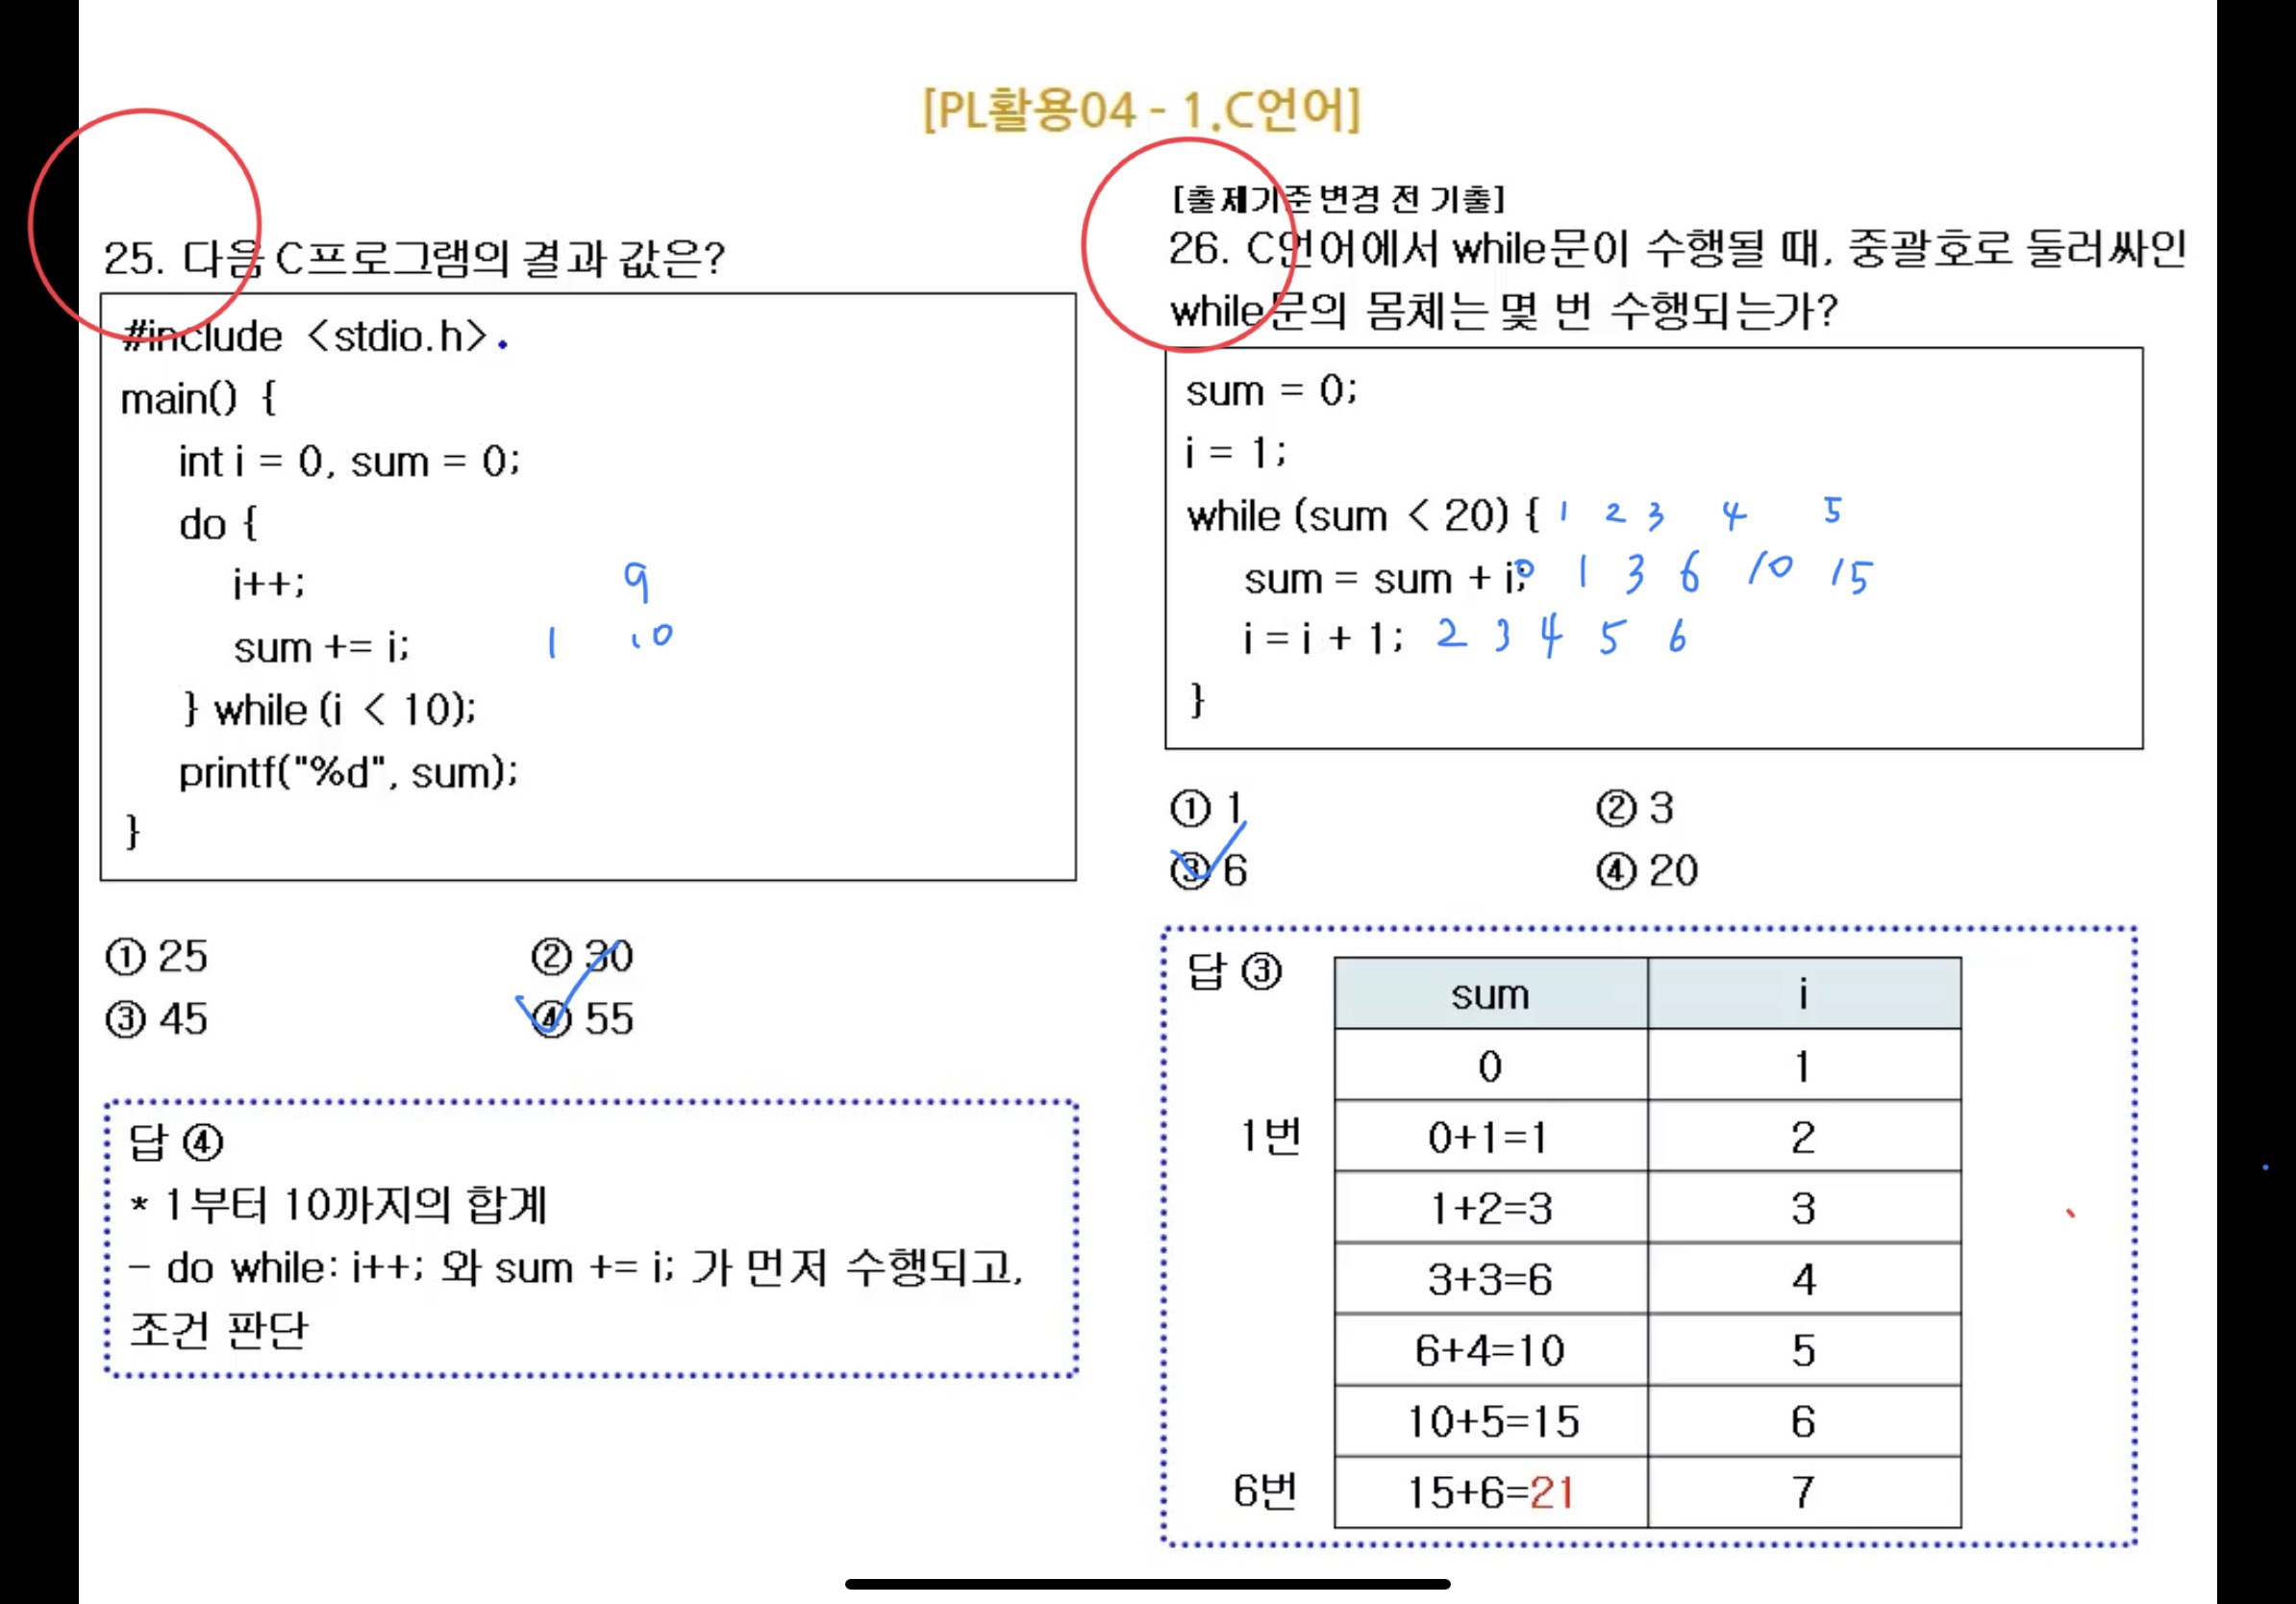 [PL활용04 - 1.C언어]
25. 다음 C프로그램의 결과 값은?
#include <stdio.h>
main() {
int i = 0, sum = 0;
do {
i++;
9
sum += i;
1 10
} while (i < 10);
printf("%d", sum);
}
① 25 ② 30
③ 45 ④ 55
답 ④
* 1부터 10까지의 합계
- do while: i++; 와 sum += i; 가 먼저 수행되고,
조건 판단
[출제기준변경 전 기출]
26. C언어에서 while문이 수행될 때, 중괄호로 둘러싸인
while문의 몸체는 몇 번 수행되는가?
sum = 0;
i = 1;
while (sum < 20) { 1 2 3 4 5
sum = sum + i; 0 1 3 6 10 15
i = i + 1; 2 3 4 5 6
}
① 1 ② 3
③ 6 ④ 20
답 ③
sum i
0 1
1번 0+1=1 2
1+2=3 3
3+3=6 4
6+4=10 5
10+5=15 6
6번 15+6=21 7